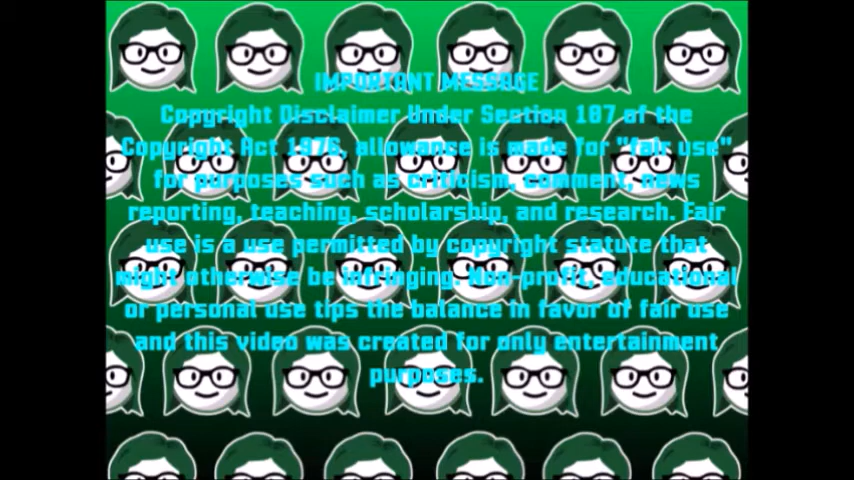 IMPORTANT MESSAGE
Copyright Disclaimer Under Section 107 of the
Copyright Act 1976, allowance is made for "fair use"
for purposes such as criticism, comment, news
reporting, teaching, scholarship, and research. Fair
use is a use permitted by copyright statute that
might otherwise be infringing. Non-profit, educational
or personal use tips the balance in favor of fair use
and this video was created for only entertainment
purposes.